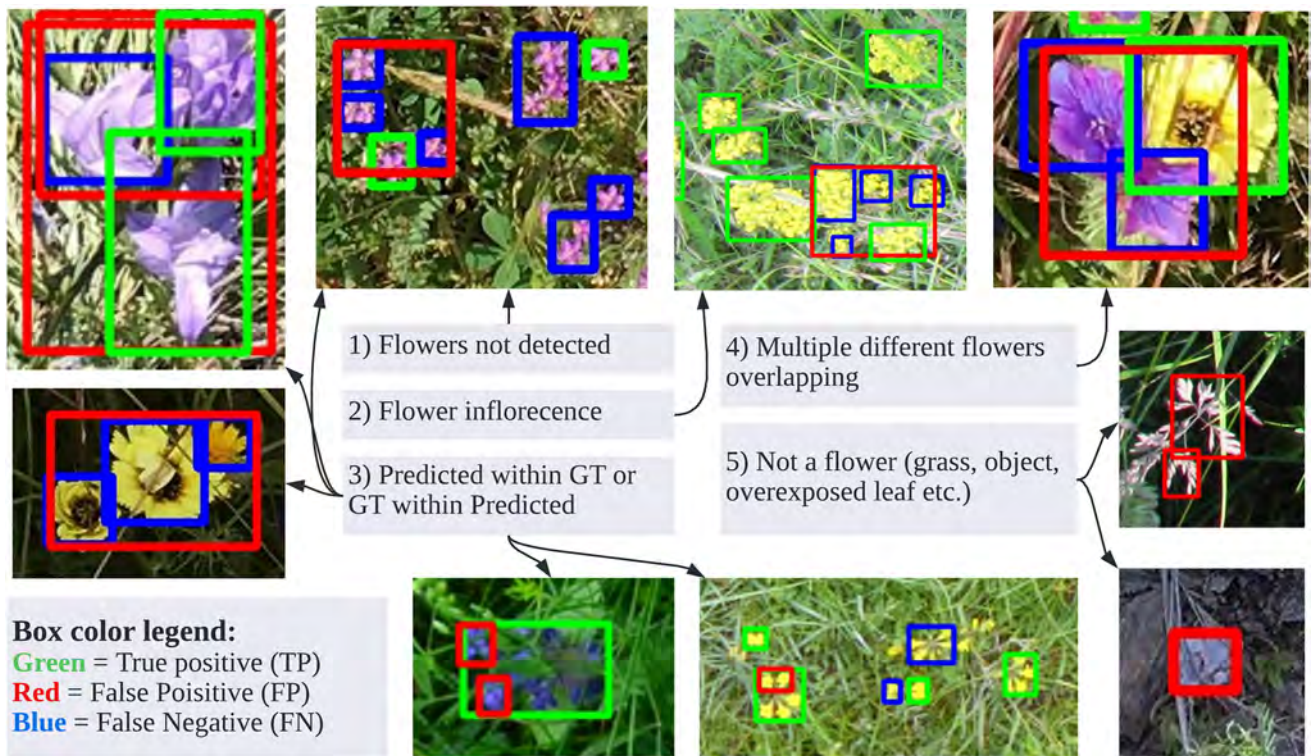 1) Flowers not detected
2) Flower inflorecence
3) Predicted within GT or
GT within Predicted
4) Multiple different flowers
overlapping
5) Not a flower (grass, object,
overexposed leaf etc.)
Box color legend:
Green = True positive (TP)
Red = False Poisitive (FP)
Blue = False Negative (FN)